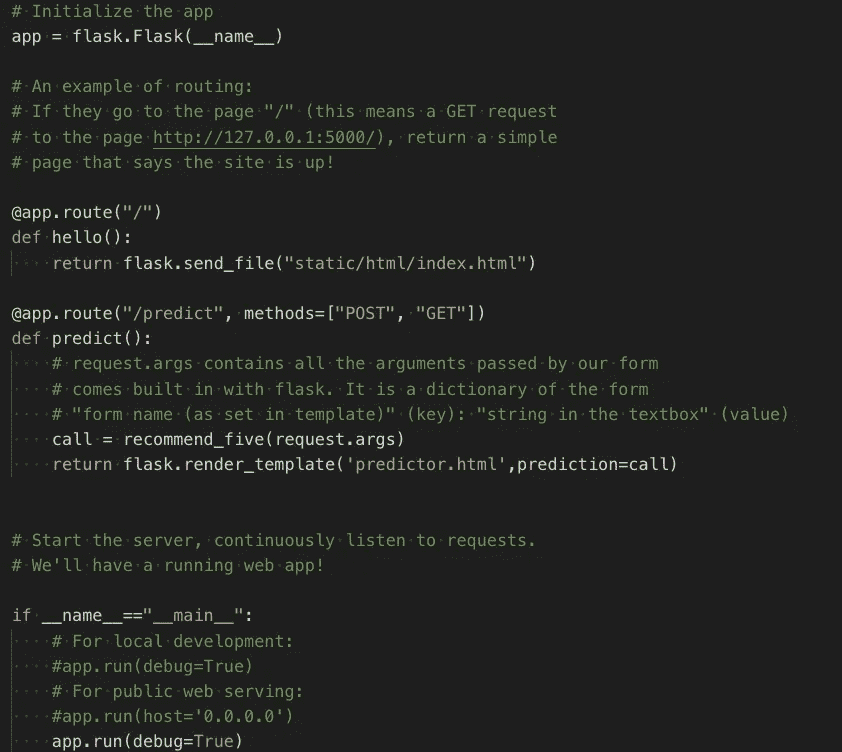 # Initialize the app
app = flask.Flask(__name__)
# An example of routing:
# If they go to the page "/" (this means a GET request
# to the page http://127.0.0.1:5000/), return a simple
# page that says the site is up!
@app.route("/")
def hello():
    return flask.send_file("static/html/index.html")
@app.route("/predict", methods=["POST", "GET"])
def predict():
    # request.args contains all the arguments passed by our form
    # comes built in with flask. It is a dictionary of the form
    # "form name (as set in template)" (key): "string in the textbox" (value)
    call = recommend_five(request.args)
    return flask.render_template('predictor.html',prediction=call)
# Start the server, continuously listen to requests.
# We'll have a running web app!
if __name__=="__main__":
    # For local development:
    #app.run(debug=True)
    # For public web serving:
    #app.run(host='0.0.0.0')
    app.run(debug=True)